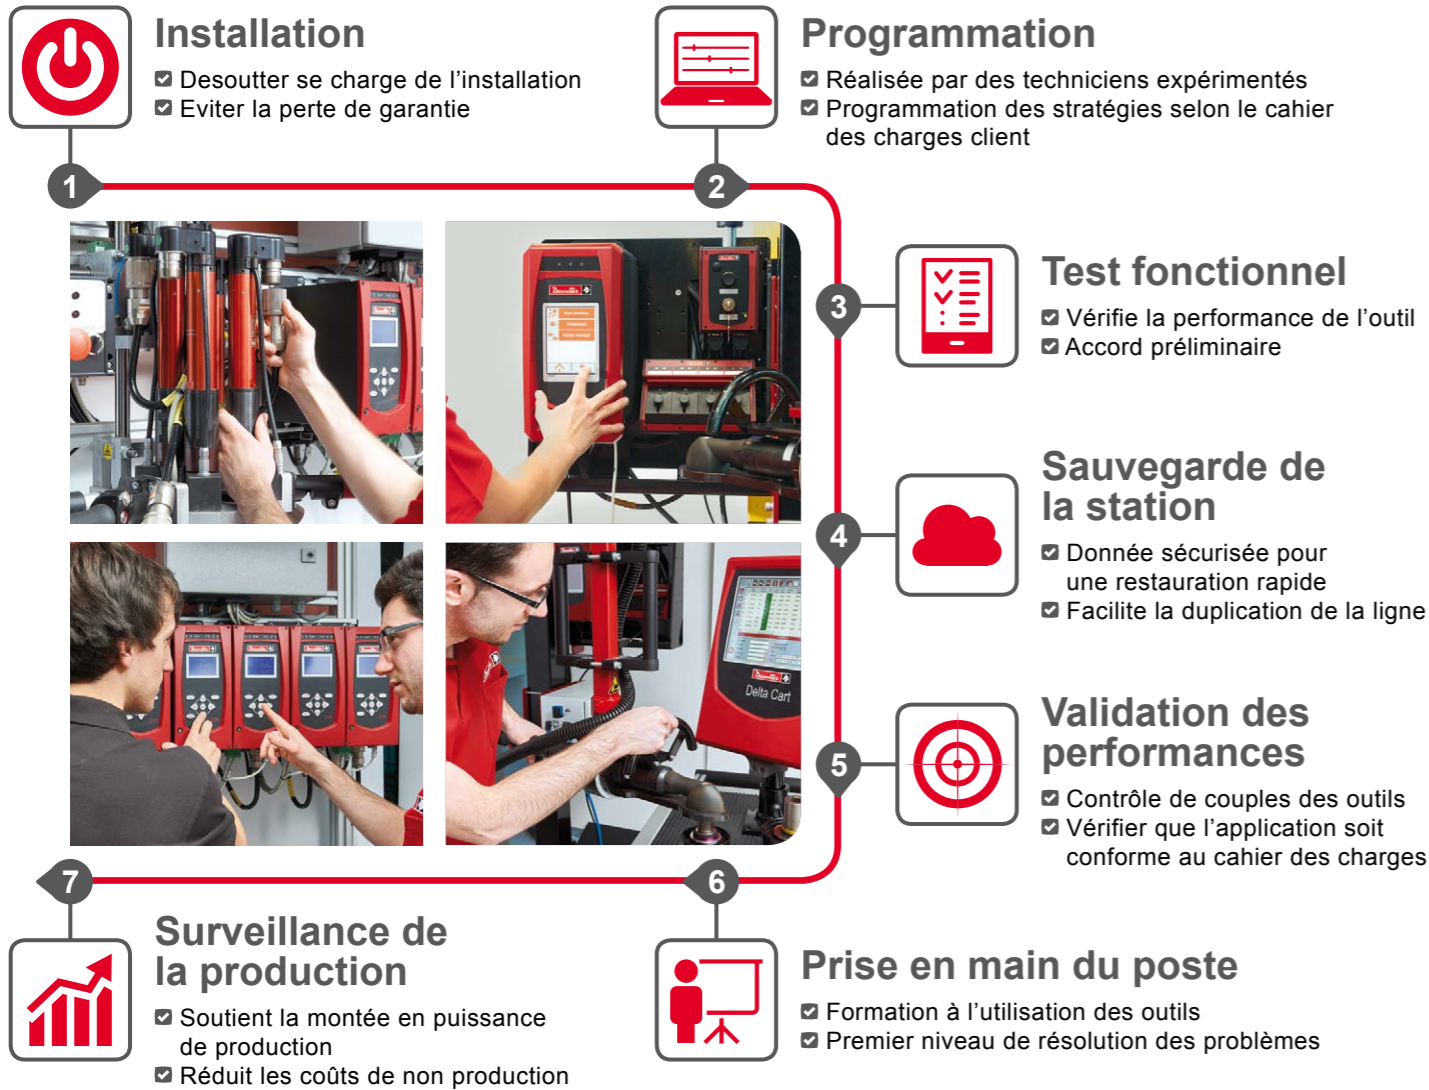 Installation
Desoutter se charge de l’installation
Eviter la perte de garantie
1
Programmation
Réalisée par des techniciens expérimentés
Programmation des stratégies selon le cahier
des charges client
2
3
Test fonctionnel
Vérifie la performance de l’outil
Accord préliminaire
4
Sauvegarde de
la station
Donnée sécurisée pour
une restauration rapide
Facilite la duplication de la ligne
Delta Cart
5
Validation des
performances
Contrôle de couples des outils
Vérifier que l’application soit
conforme au cahier des charges
6
Prise en main du poste
Formation à l’utilisation des outils
Premier niveau de résolution des problèmes
7
Surveillance de
la production
Soutient la montée en puissance
de production
Réduit les coûts de non production